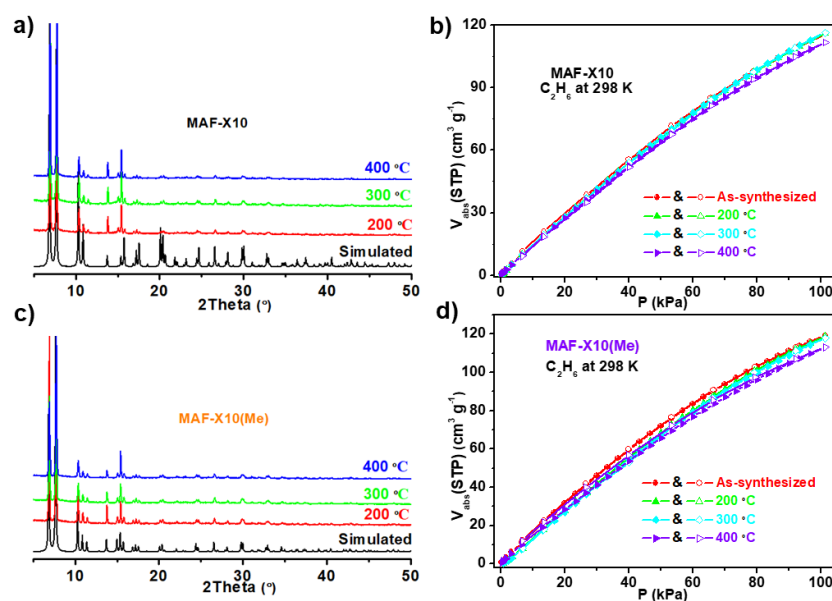 a)
MAF-X10
400 °C
300 °C
200 °C
Simulated
5 10 20 30 40 50
2Theta (°)
b)
V_abs (STP) (cm³ g⁻¹)
120
90
60
30
0
MAF-X10
C₂H₆ at 298 K
& As-synthesized
& 200 °C
& 300 °C
& 400 °C
0 20 40 60 80 100
P (kPa)
c)
MAF-X10(Me)
400 °C
300 °C
200 °C
Simulated
10 20 30 40 50
2Theta (°)
d)
V_abs (STP) (cm³ g⁻¹)
120
100
80
60
40
20
0
MAF-X10(Me)
C₂H₆ at 298 K
& As-synthesized
& 200 °C
& 300 °C
& 400 °C
0 20 40 60 80 100
P (kPa)